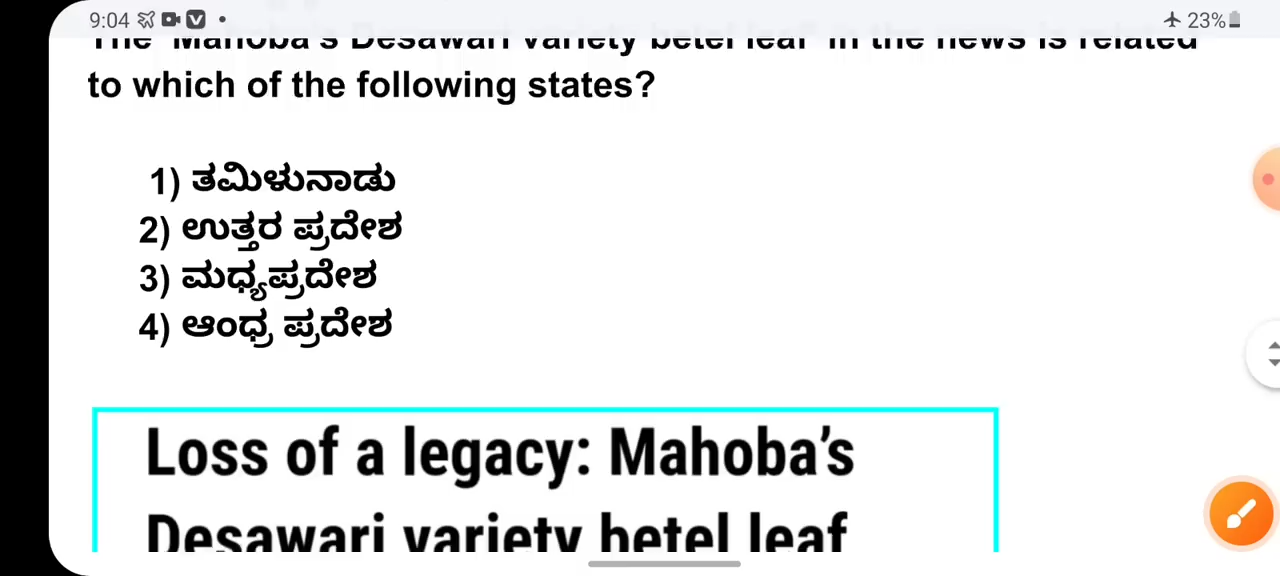 9:04
23%
The "Mahoba's Desawari variety betel leaf" in the news is related
to which of the following states?
1) ತಮಿಳುನಾಡು
2) ಉತ್ತರ ಪ್ರದೇಶ
3) ಮಧ್ಯಪ್ರದೇಶ
4) ಆಂಧ್ರ ಪ್ರದೇಶ
Loss of a legacy: Mahoba's
Desawari variety betel leaf